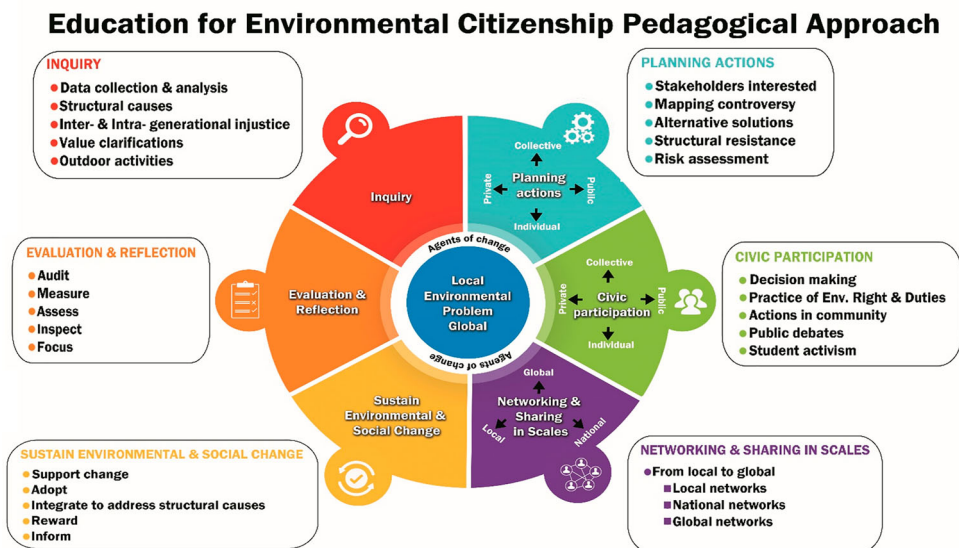 Education for Environmental Citizenship Pedagogical Approach
INQUIRY
Data collection & analysis
Structural causes
Inter- & Intra- generational injustice
Value clarifications
Outdoor activities
PLANNING ACTIONS
Stakeholders interested
Mapping controversy
Alternative solutions
Structural resistance
Risk assessment
Inquiry
Collective
Private
Planning
actions
Public
Individual
EVALUATION & REFLECTION
Audit
Measure
Assess
Inspect
Focus
Evaluation &
Reflection
Agents of change
Local
Environmental
Problem
Global
Agents of change
Collective
Private
Civic
participation
Public
Individual
CIVIC PARTICIPATION
Decision making
Practice of Env. Right & Duties
Actions in community
Public debates
Student activism
Sustain
Environmental &
Social Change
Global
Networking &
Sharing
in Scales
Local
National
SUSTAIN ENVIRONMENTAL & SOCIAL CHANGE
Support change
Adopt
Integrate to address structural causes
Reward
Inform
NETWORKING & SHARING IN SCALES
From local to global
Local networks
National networks
Global networks